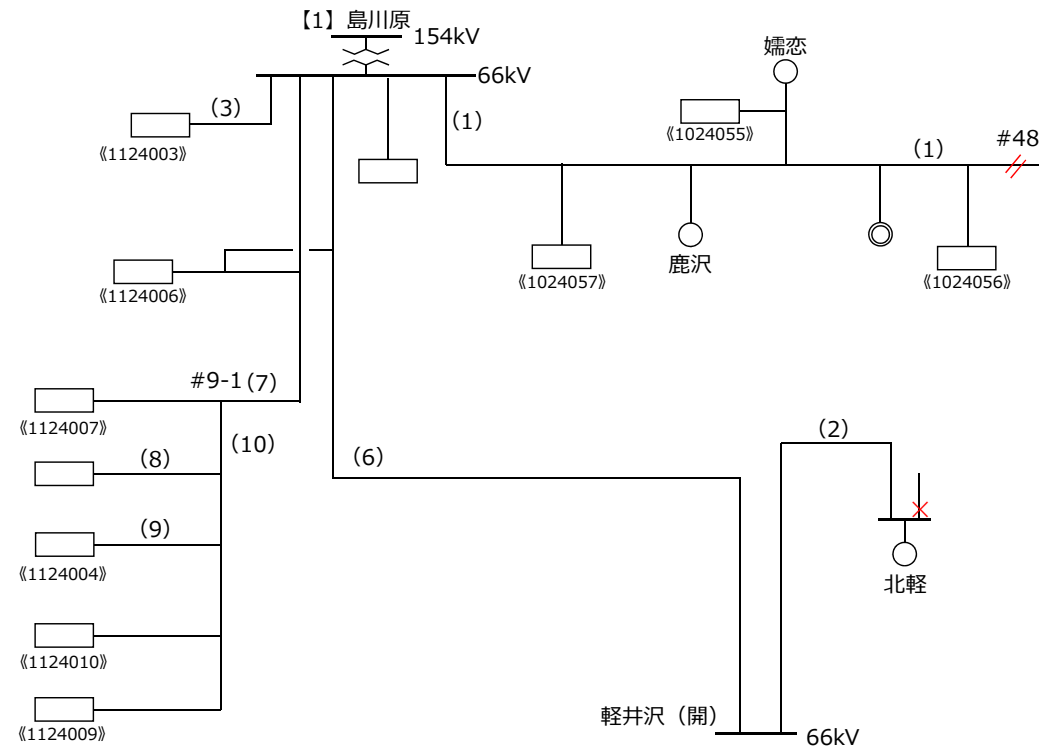 【1】島川原
154kV
66kV
嬬恋
(3)
《1124003》
(1)
《1024055》
(1)
#48
鹿沢
《1024057》
《1024056》
《1124006》
#9-1
(7)
《1124007》
(10)
(8)
(9)
《1124004》
《1124010》
《1124009》
(6)
(2)
北軽
軽井沢（開）
66kV